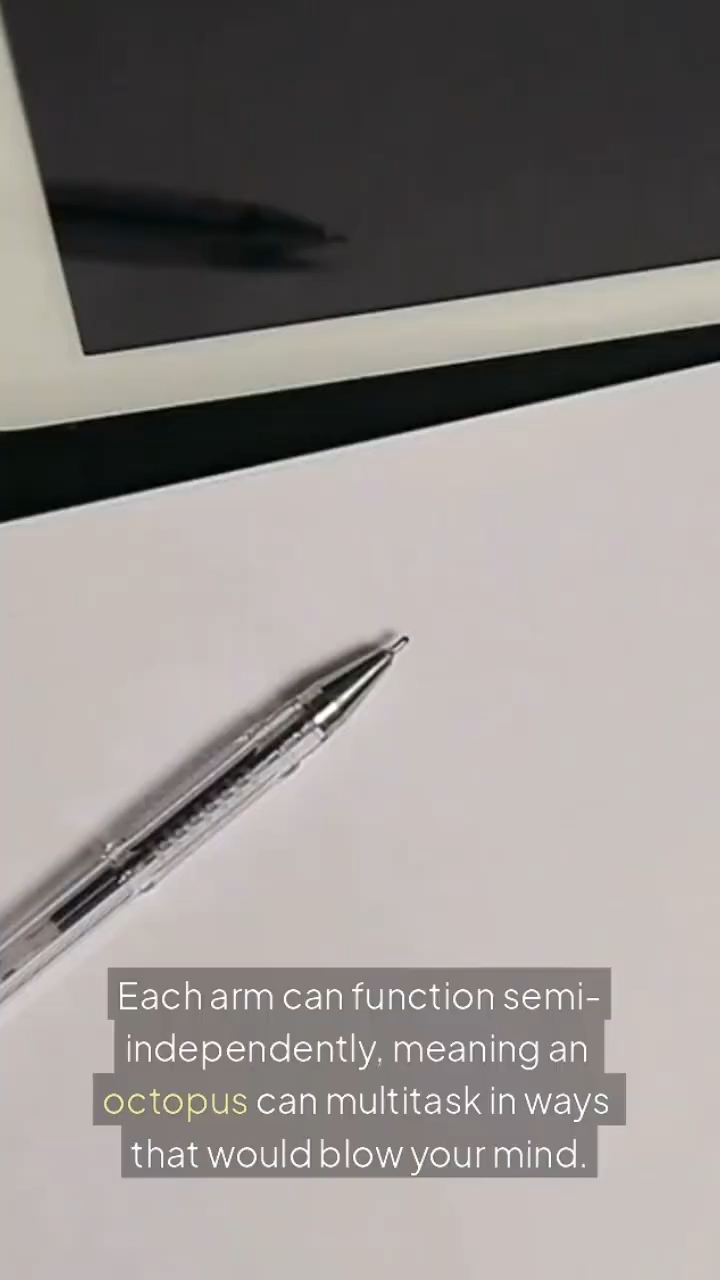 Each arm can function semi-
independently, meaning an
octopus can multitask in ways
that would blow your mind.